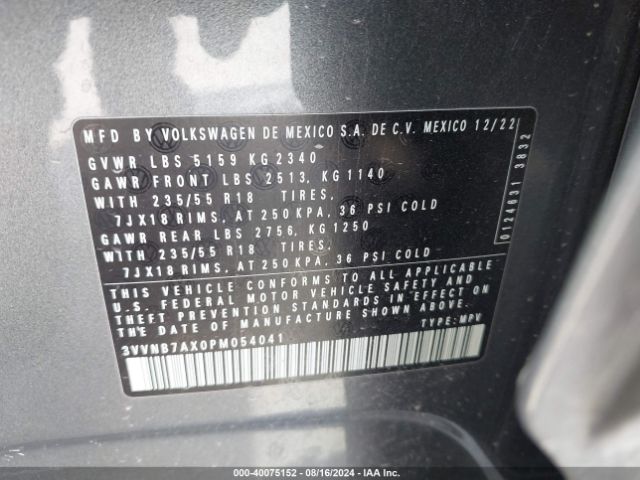 MFD BY VOLKSWAGEN DE MEXICO S.A. DE C.V. MEXICO 12/22
GVWR LBS 5159 KG 2340
GAWR FRONT LBS 2513, KG 1140
WITH 235/55 R18 TIRES,
7JX18 RIMS, AT 250 KPA, 36 PSI COLD
GAWR REAR LBS 2756, KG 1250
WITH 235/55 R18 TIRES,
7JX18 RIMS, AT 250 KPA, 36 PSI COLD
THIS VEHICLE CONFORMS TO ALL APPLICABLE
U.S. FEDERAL MOTOR VEHICLE SAFETY AND
THEFT PREVENTION STANDARDS IN EFFECT ON
THE DATE OF MANUFACTURE SHOWN ABOVE.
3VVNB7AX0PM054041 TYPE: MPV
0124631 3832
000-40075152 - 08/16/2024 - IAA Inc.